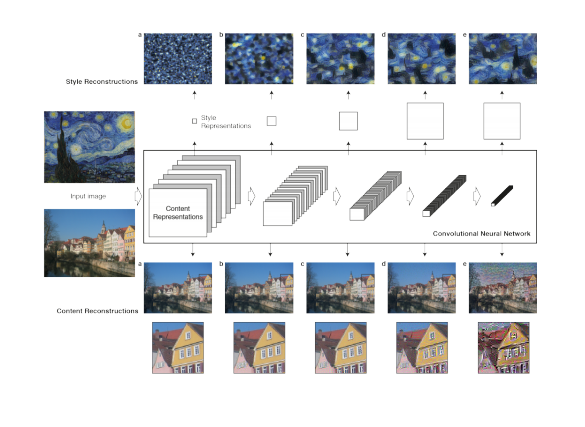 a
b
c
d
e
Style Reconstructions
Style
Representations
Input image
Content
Representations
Convolutional Neural Network
a
b
c
d
e
Content Reconstructions